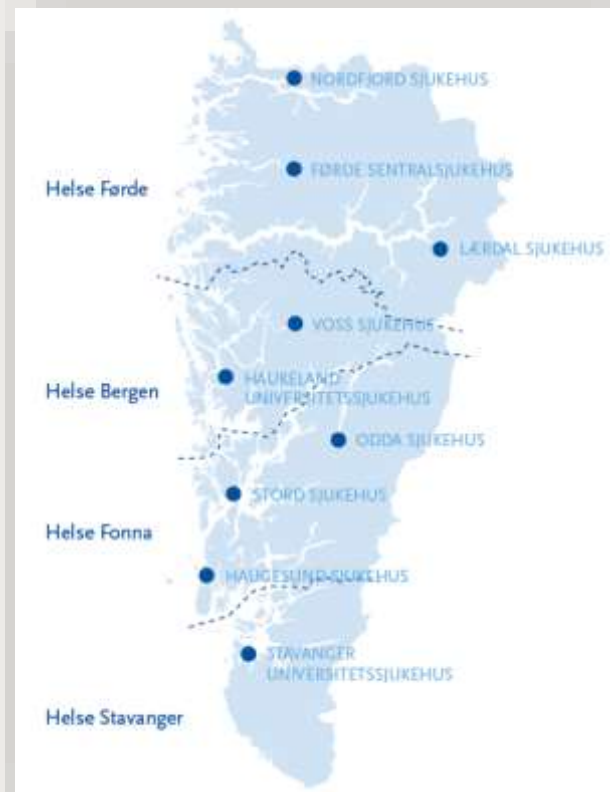 NORDFJORD SJUKEHUS
FØRDE SENTRALSJUKEHUS
Helse Førde
LÆRDAL SJUKEHUS
VOSS SJUKEHUS
HAUKELAND
UNIVERSITETSSJUKEHUS
Helse Bergen
ODDA SJUKEHUS
STORD SJUKEHUS
Helse Fonna
HAUGESUND SJUKEHUS
STAVANGER
UNIVERSITETSSJUKEHUS
Helse Stavanger